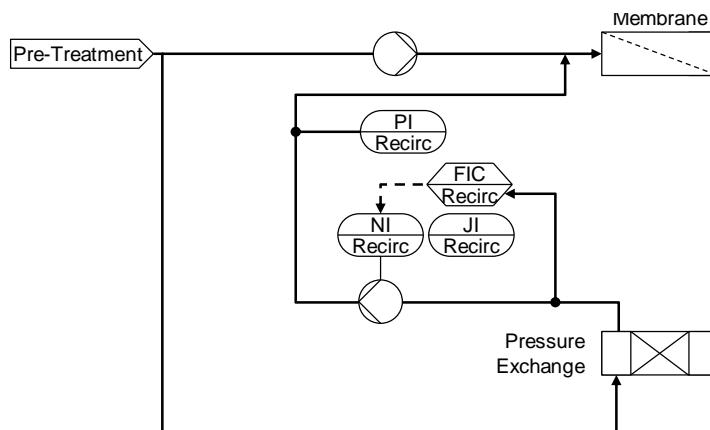 Membrane
Pre-Treatment
PI
Recirc
FIC
Recirc
NI
Recirc
JI
Recirc
Pressure
Exchange